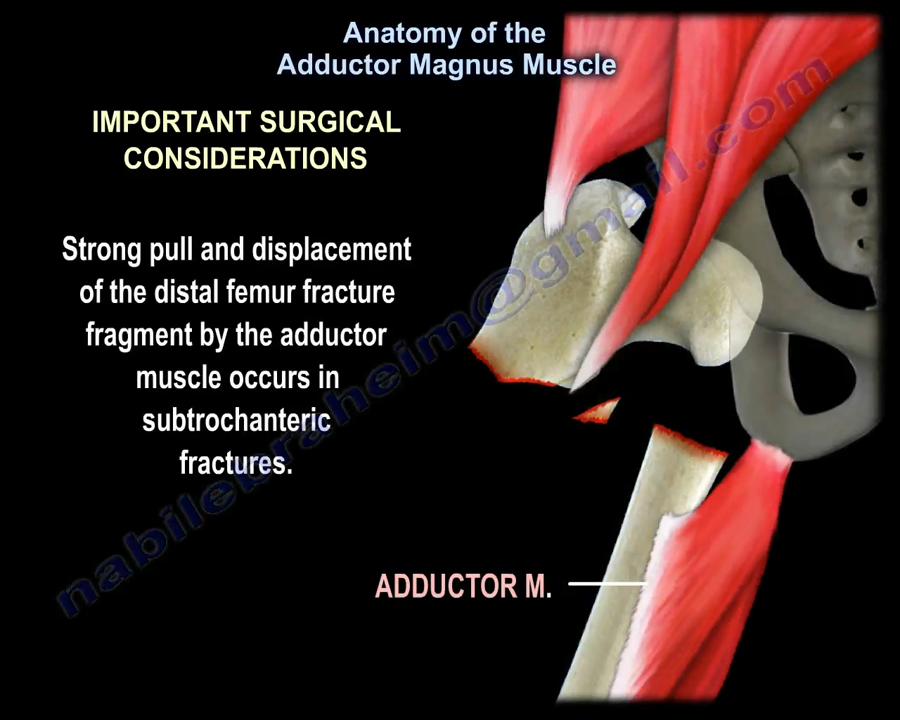 Anatomy of the
Adductor Magnus Muscle
IMPORTANT SURGICAL
CONSIDERATIONS
Strong pull and displacement
of the distal femur fracture
fragment by the adductor
muscle occurs in
subtrochanteric
fractures.
ADDUCTOR M.
nabilebraheim@gmail.com